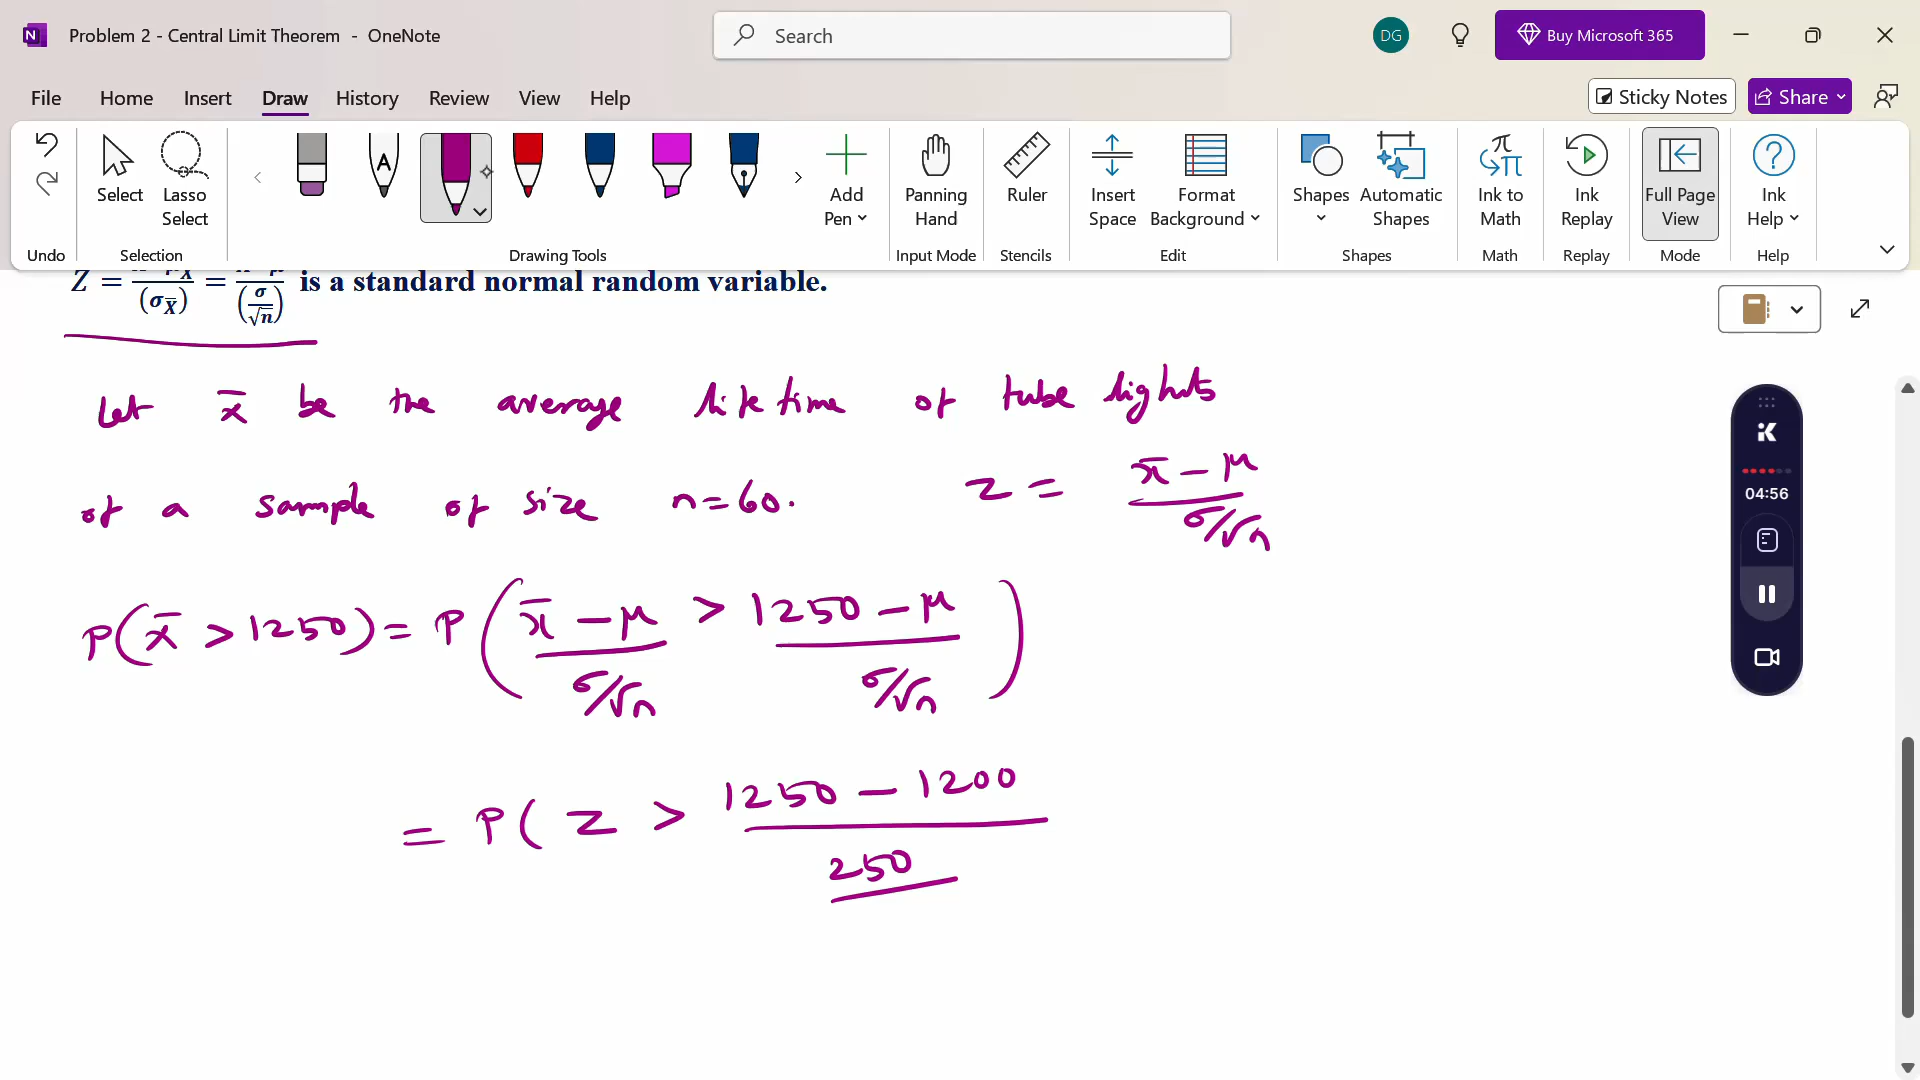 Problem 2 - Central Limit Theorem - OneNote
Search
DG
Buy Microsoft 365
File Home Insert Draw History Review View Help
Sticky Notes
Share
Select
Lasso Select
A
Add Pen
Panning Hand
Ruler
Insert Space
Format Background
Shapes
Automatic Shapes
Ink to Math
Ink Replay
Full Page View
Ink Help
Undo
Selection
Drawing Tools
Input Mode
Stencils
Edit
Shapes
Math
Replay
Mode
Help
Z = / (σX̄) = / (σ/√n) is a standard normal random variable.
Let x̄ be the average life time of tube lights
of a sample of size n=60. z = (x̄ - μ) / (σ/√n)
P(x̄ > 1250) = P( (x̄ - μ) / (σ/√n) > (1250 - μ) / (σ/√n) )
= P( z > (1250 - 1200) / 250
04:56